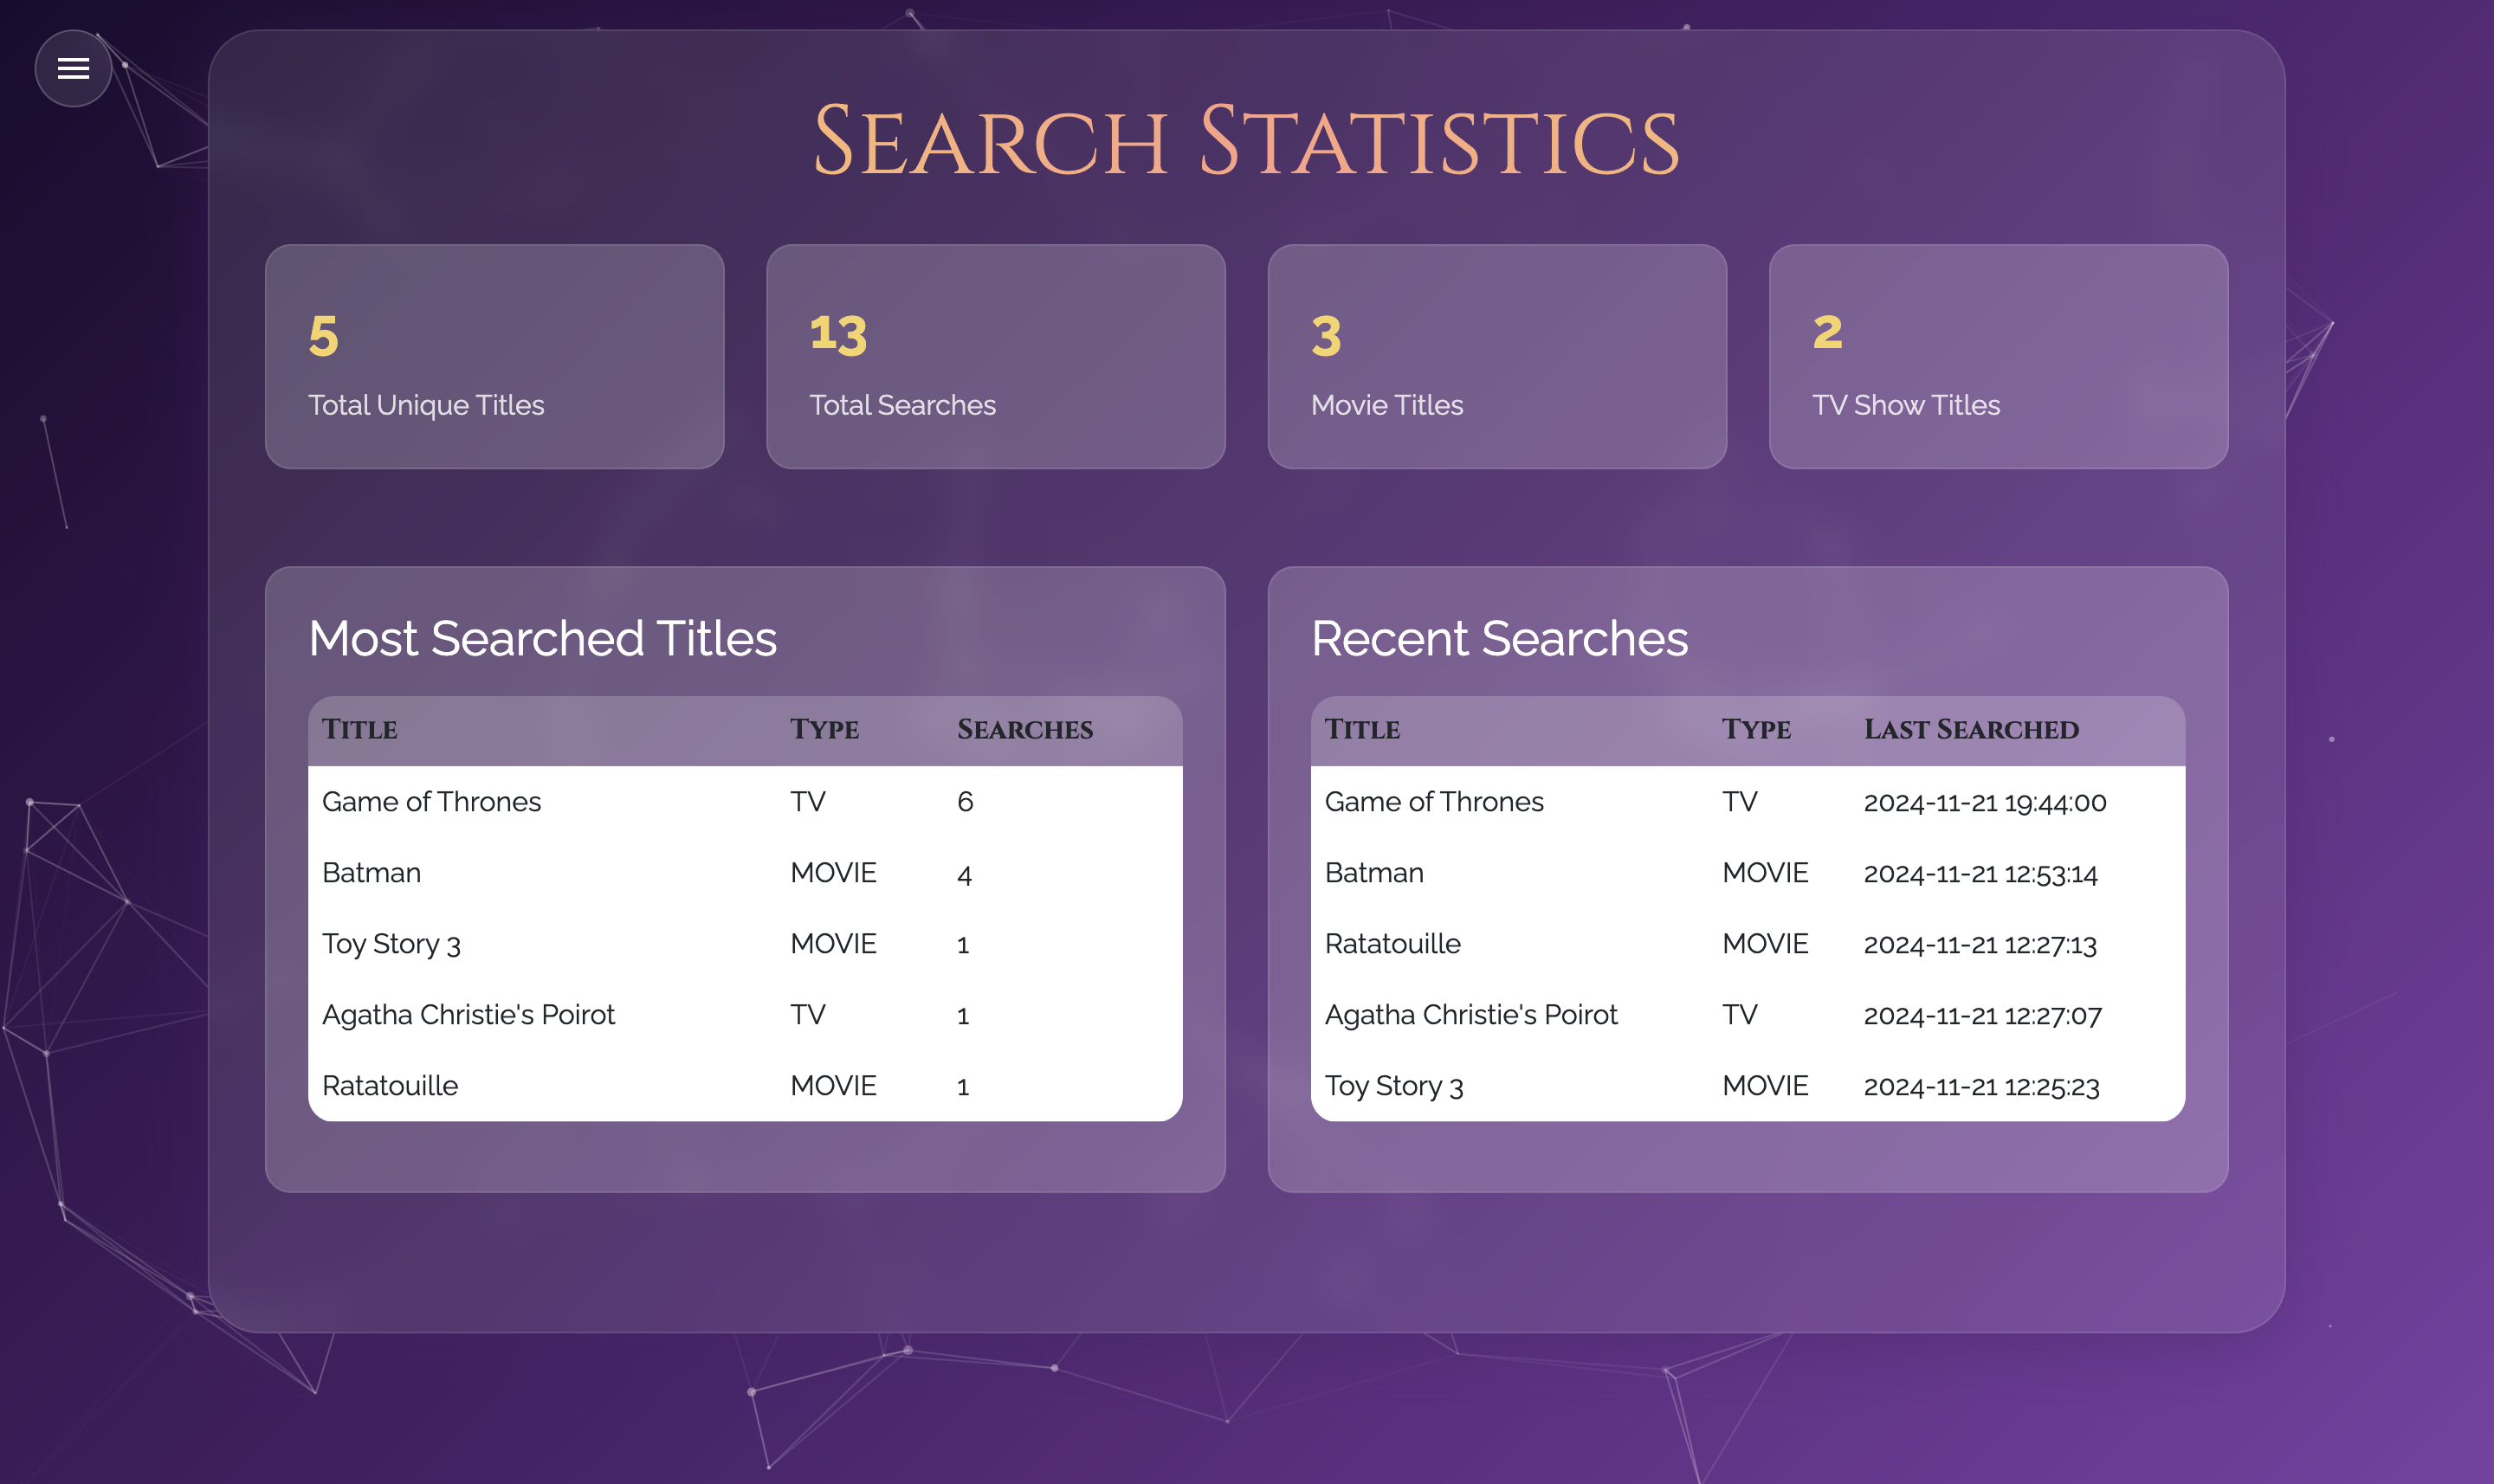 Search Statistics
5
Total Unique Titles
13
Total Searches
3
Movie Titles
2
TV Show Titles
Most Searched Titles
Title Type Searches
Game of Thrones TV 6
Batman MOVIE 4
Toy Story 3 MOVIE 1
Agatha Christie's Poirot TV 1
Ratatouille MOVIE 1
Recent Searches
Title Type Last Searched
Game of Thrones TV 2024-11-21 19:44:00
Batman MOVIE 2024-11-21 12:53:14
Ratatouille MOVIE 2024-11-21 12:27:13
Agatha Christie's Poirot TV 2024-11-21 12:27:07
Toy Story 3 MOVIE 2024-11-21 12:25:23